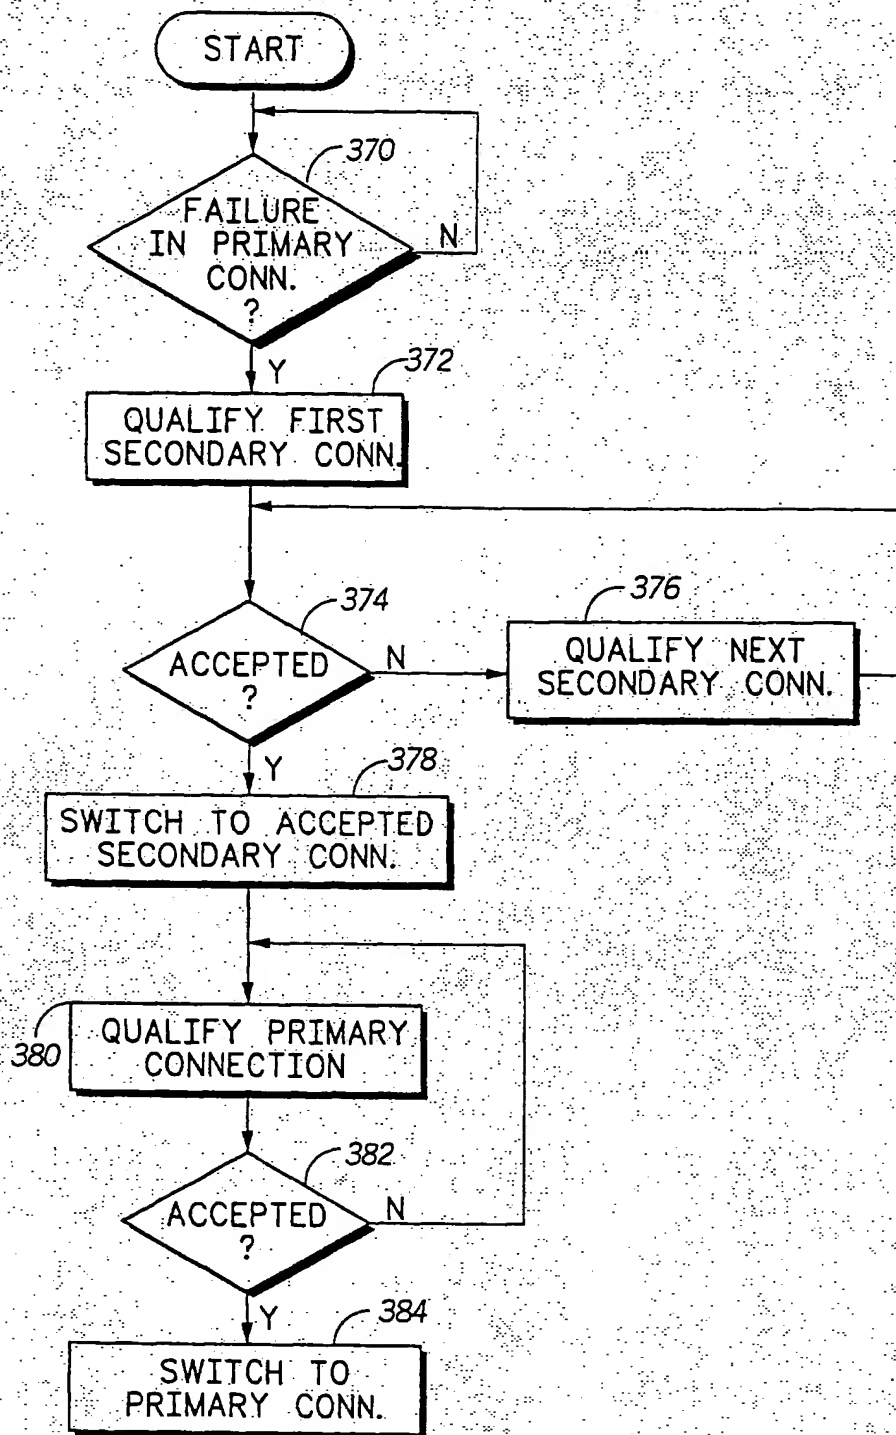 START
370
FAILURE
IN PRIMARY
CONN.
?
N
Y
372
QUALIFY FIRST
SECONDARY CONN.
374
ACCEPTED
?
N
376
QUALIFY NEXT
SECONDARY CONN.
Y
378
SWITCH TO ACCEPTED
SECONDARY CONN.
380
QUALIFY PRIMARY
CONNECTION
382
ACCEPTED
?
N
Y
384
SWITCH TO
PRIMARY CONN.